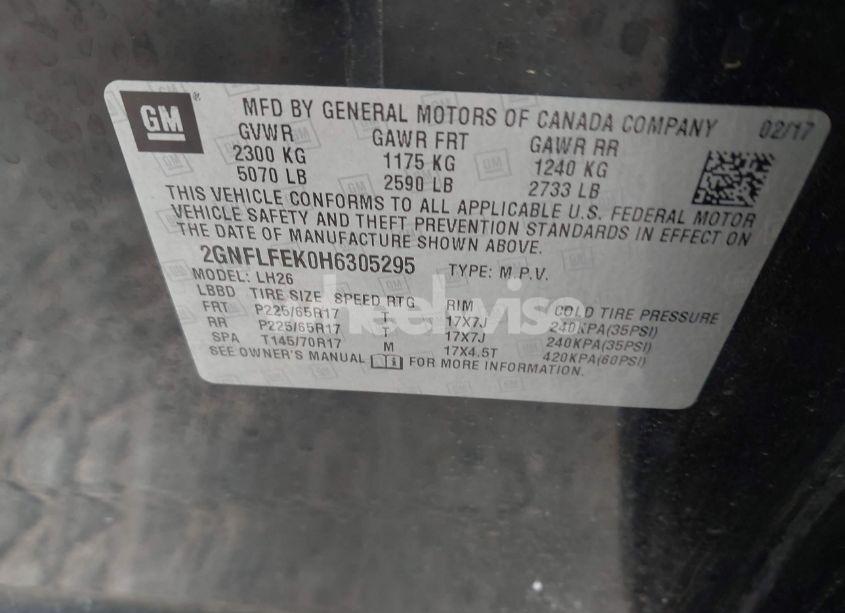 GM ®
MFD BY GENERAL MOTORS OF CANADA COMPANY 02/17
GVWR GAWR FRT GAWR RR
2300 KG 1175 KG 1240 KG
5070 LB 2590 LB 2733 LB
THIS VEHICLE CONFORMS TO ALL APPLICABLE U.S. FEDERAL MOTOR
VEHICLE SAFETY AND THEFT PREVENTION STANDARDS IN EFFECT ON
THE DATE OF MANUFACTURE SHOWN ABOVE.
2GNFLFEK0H6305295 TYPE: M.P.V.
MODEL: LH26
LBBD TIRE SIZE SPEED RTG RIM COLD TIRE PRESSURE
FRT P225/65R17 T 17X7J 240KPA(35PSI)
RR P225/65R17 T 17X7J 240KPA(35PSI)
SPA T145/70R17 M 17X4.5T 420KPA(60PSI)
SEE OWNER'S MANUAL FOR MORE INFORMATION.